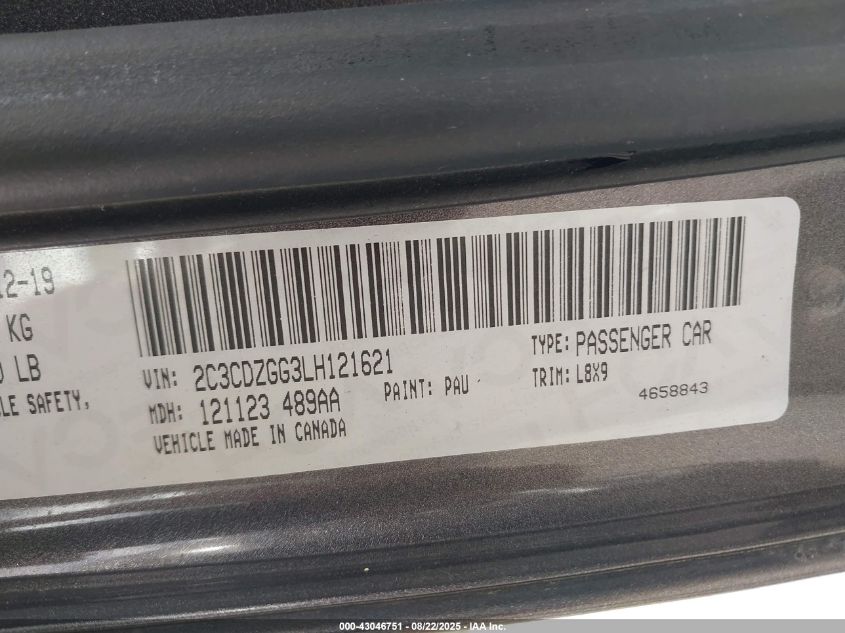 12-19
KG
LB
LE SAFETY,
VIN: 2C3CDZGG3LH121621
TYPE: PASSENGER CAR
MDH: 121123 489AA
PAINT: PAU
TRIM: L8X9
VEHICLE MADE IN CANADA
4658843
000-43046751 - 08/22/2025 - IAA Inc.